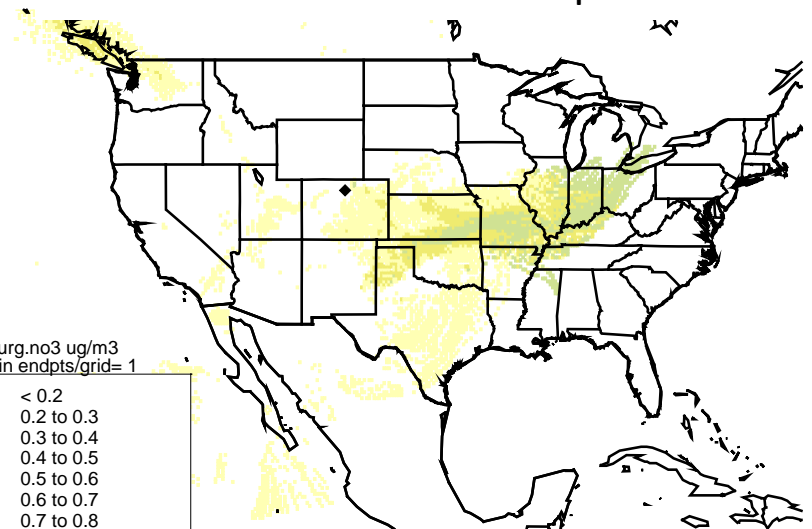 urg.no3 ug/m3
in endpts/grid= 1
< 0.2
0.2 to 0.3
0.3 to 0.4
0.4 to 0.5
0.5 to 0.6
0.6 to 0.7
0.7 to 0.8